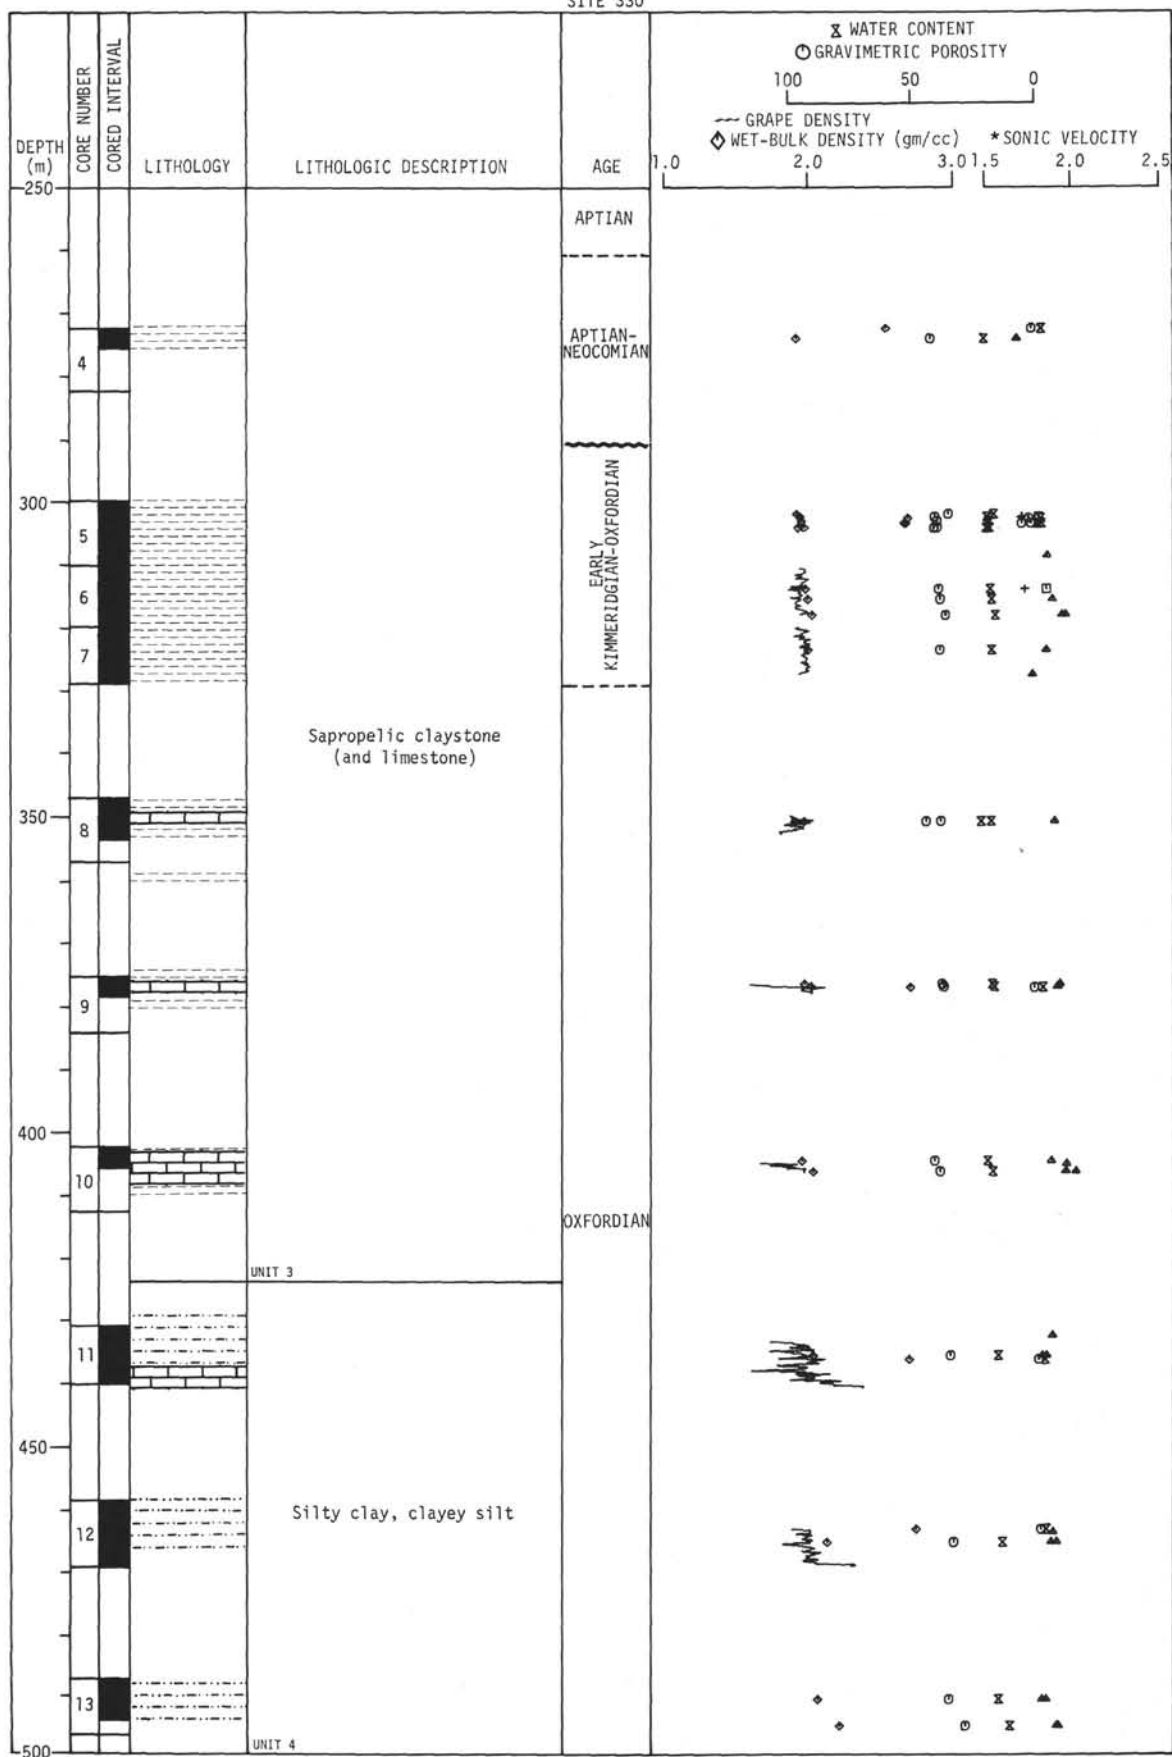 SITE 330
WATER CONTENT
GRAVIMETRIC POROSITY
100 50 0
GRAPE DENSITY
WET-BULK DENSITY (gm/cc) * SONIC VELOCITY
DEPTH
(m)
CORE NUMBER
CORED INTERVAL
LITHOLOGY
LITHOLOGIC DESCRIPTION
AGE
1.0 2.0 3.0 1.5 2.0 2.5
250
APTIAN
4
APTIAN-
NEOCOMIAN
300
5
6
7
EARLY
KIMMERIDGIAN-OXFORDIAN
Sapropelic claystone
(and limestone)
350
8
9
400
10
OXFORDIAN
UNIT 3
11
450
12
Silty clay, clayey silt
13
UNIT 4
500